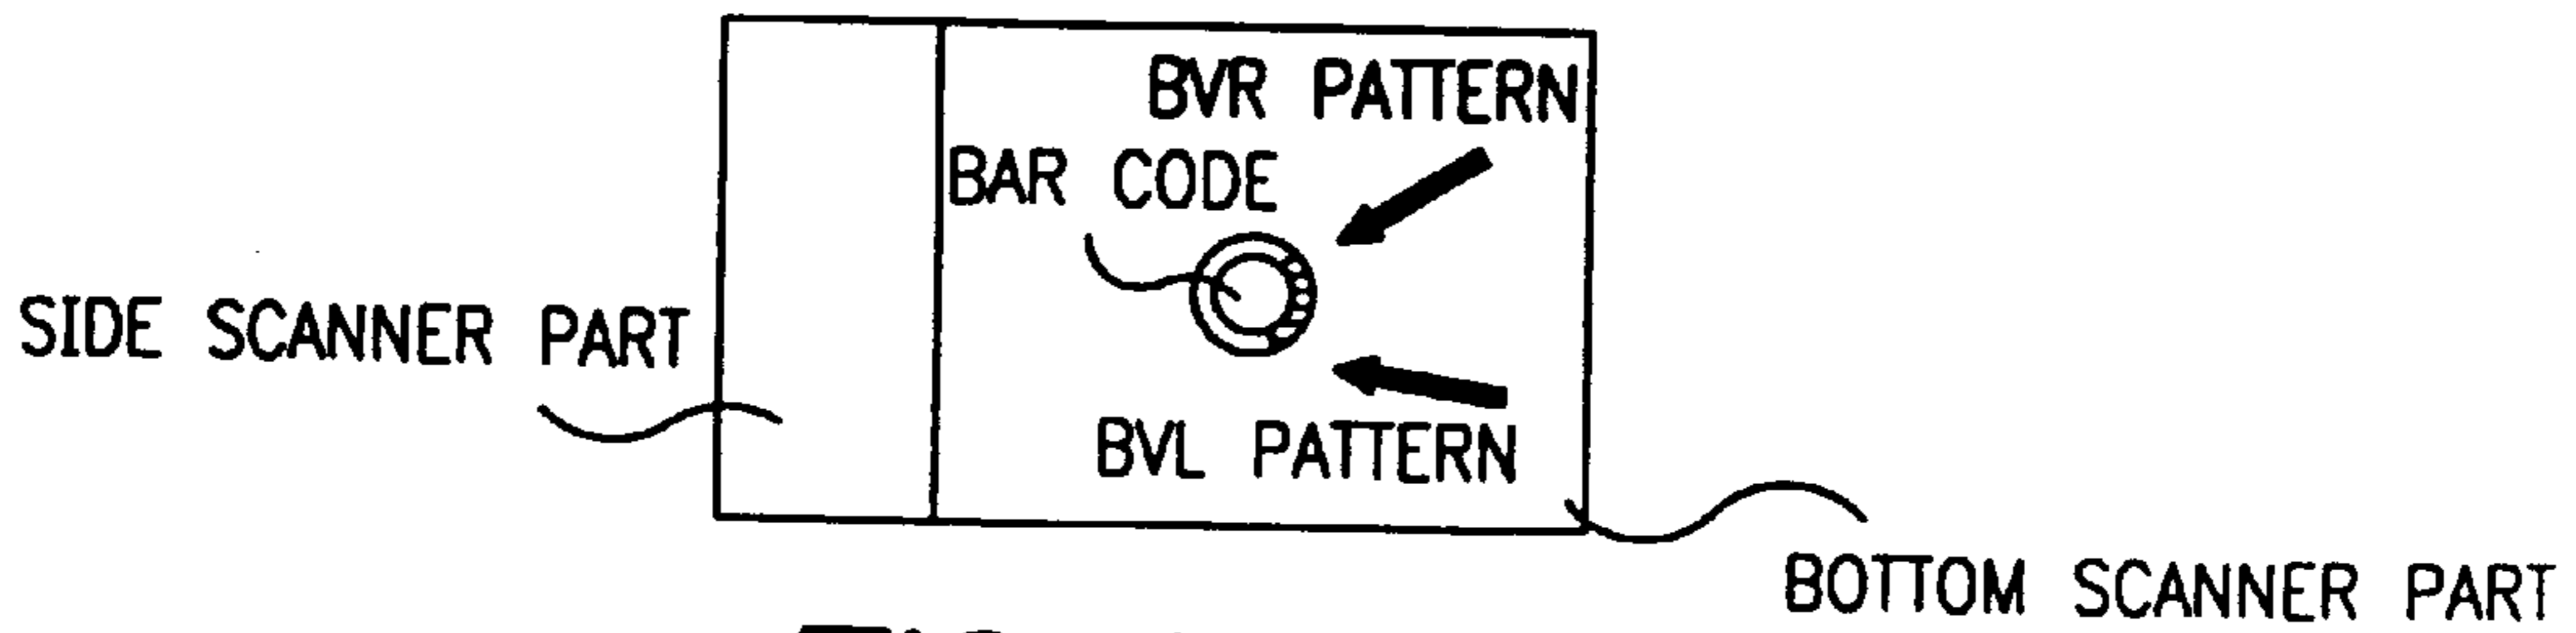 BVR PATTERN
BAR CODE
SIDE SCANNER PART
BVL PATTERN
BOTTOM SCANNER PART